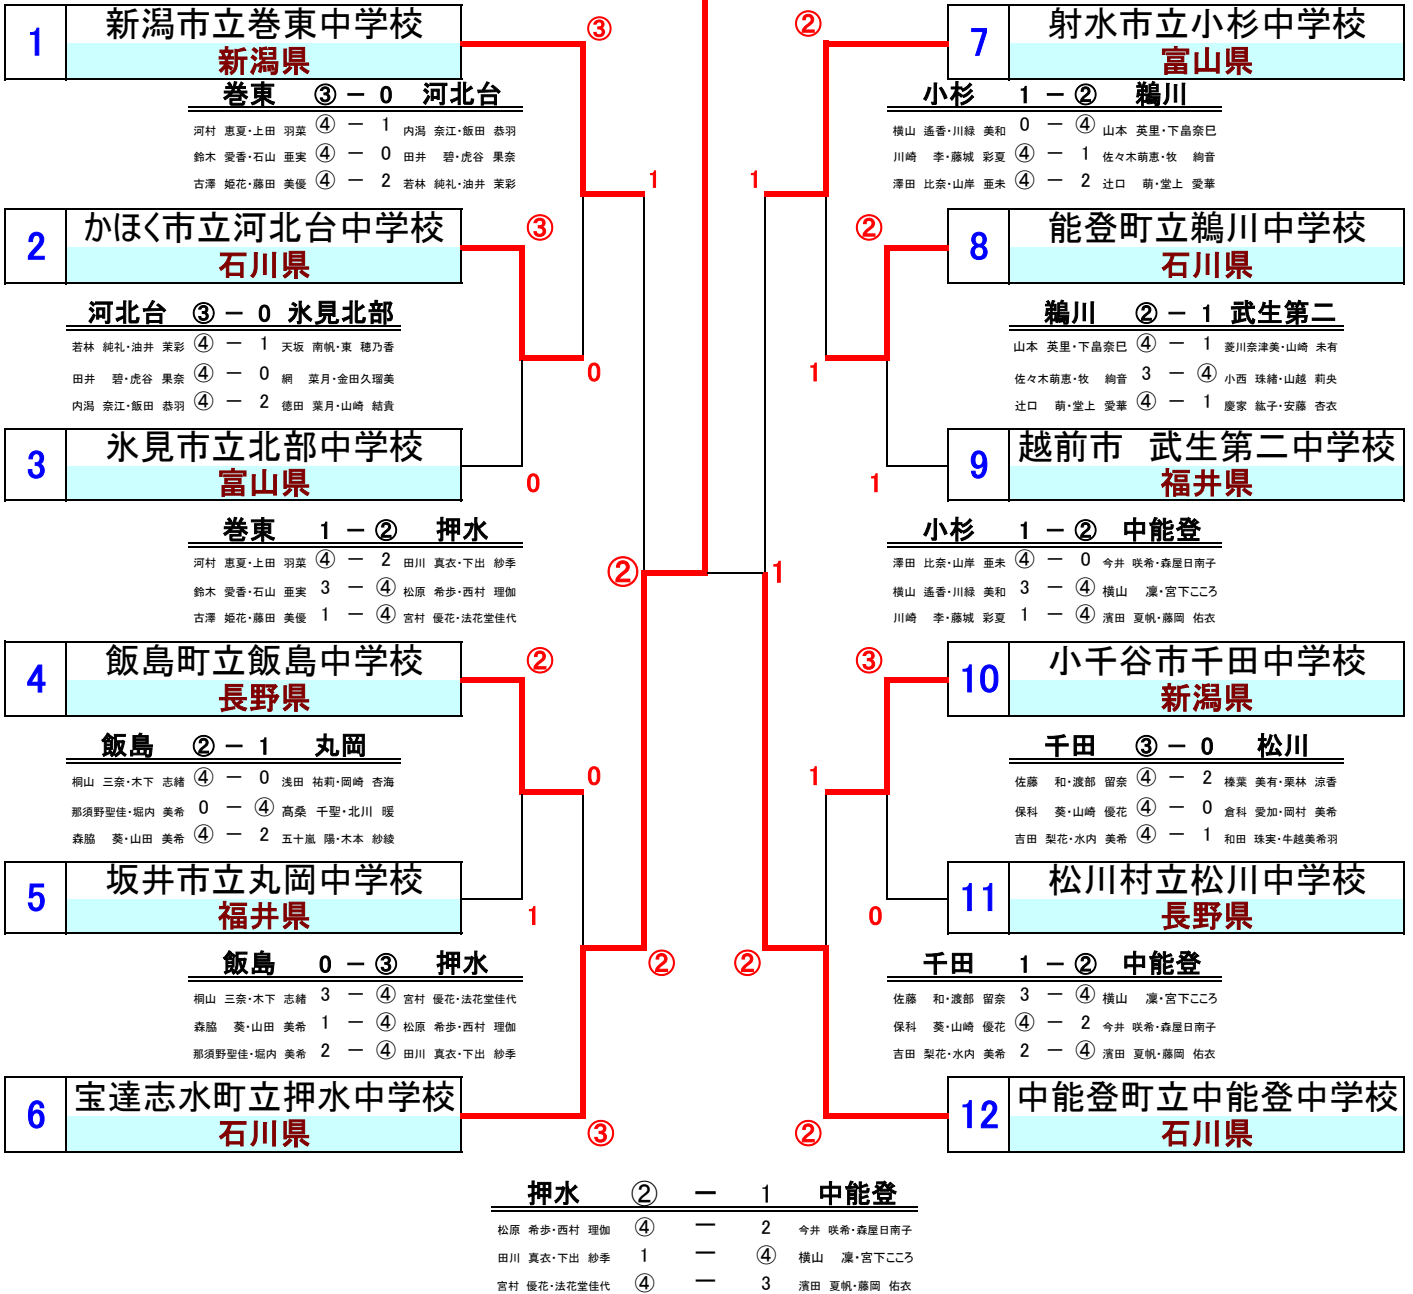 1 新潟市立巻東中学校
新潟県
③
巻東 ③ － 0 河北台
河村 恵夏・上田 羽菜 ④ － 1 内潟 奈江・飯田 恭羽
鈴木 愛香・石山 亜実 ④ － 0 田井 碧・虎谷 果奈
古澤 姫花・藤田 美優 ④ － 2 若林 純礼・油井 茉彩
1
2 かほく市立河北台中学校
石川県
③
河北台 ③ － 0 氷見北部
若林 純礼・油井 茉彩 ④ － 1 天坂 南帆・東 穂乃香
田井 碧・虎谷 果奈 ④ － 0 網 菜月・金田久瑠美
内潟 奈江・飯田 恭羽 ④ － 2 徳田 葉月・山崎 結貴
0
3 氷見市立北部中学校
富山県
0
巻東 1 － ② 押水
河村 恵夏・上田 羽菜 ④ － 2 田川 真衣・下出 紗季
鈴木 愛香・石山 亜実 3 － ④ 松原 希歩・西村 理伽
古澤 姫花・藤田 美優 1 － ④ 宮村 優花・法花堂佳代
②
4 飯島町立飯島中学校
長野県
②
飯島 ② － 1 丸岡
桐山 三奈・木下 志緒 ④ － 0 浅田 祐莉・岡崎 杏海
那須野聖佳・堀内 美希 0 － ④ 髙桑 千聖・北川 暖
森脇 葵・山田 美希 ④ － 2 五十嵐 陽・木本 紗綾
0
5 坂井市立丸岡中学校
福井県
1
飯島 0 － ③ 押水
桐山 三奈・木下 志緒 3 － ④ 宮村 優花・法花堂佳代
森脇 葵・山田 美希 1 － ④ 松原 希歩・西村 理伽
那須野聖佳・堀内 美希 2 － ④ 田川 真衣・下出 紗季
②
6 宝達志水町立押水中学校
石川県
③
②
7 射水市立小杉中学校
富山県
小杉 1 － ② 鵜川
横山 遙香・川緑 美和 0 － ④ 山本 英里・下畠奈巳
川崎 李・藤城 彩夏 ④ － 1 佐々木萌恵・牧 絢音
澤田 比奈・山岸 亜未 ④ － 2 辻口 萌・堂上 愛華
1
②
8 能登町立鵜川中学校
石川県
鵜川 ② － 1 武生第二
山本 英里・下畠奈巳 ④ － 1 菱川奈津美・山崎 未有
佐々木萌恵・牧 絢音 3 － ④ 小西 珠緒・山越 莉央
辻口 萌・堂上 愛華 ④ － 1 慶家 紘子・安藤 杏衣
1
9 越前市 武生第二中学校
福井県
1
小杉 1 － ② 中能登
澤田 比奈・山岸 亜未 ④ － 0 今井 咲希・森屋日南子
横山 遙香・川緑 美和 3 － ④ 横山 凜・宮下こころ
川崎 李・藤城 彩夏 1 － ④ 濱田 夏帆・藤岡 佑衣
1
③
10 小千谷市千田中学校
新潟県
千田 ③ － 0 松川
佐藤 和・渡部 留奈 ④ － 2 榛葉 美有・栗林 涼香
保科 葵・山崎 優花 ④ － 0 倉科 愛加・岡村 美希
吉田 梨花・水内 美希 ④ － 1 和田 珠実・牛越美希羽
1
11 松川村立松川中学校
長野県
0
千田 1 － ② 中能登
佐藤 和・渡部 留奈 3 － ④ 横山 凜・宮下こころ
保科 葵・山崎 優花 ④ － 2 今井 咲希・森屋日南子
吉田 梨花・水内 美希 2 － ④ 濱田 夏帆・藤岡 佑衣
②
12 中能登町立中能登中学校
石川県
②
押水 ② － 1 中能登
松原 希歩・西村 理伽 ④ － 2 今井 咲希・森屋日南子
田川 真衣・下出 紗季 1 － ④ 横山 凜・宮下こころ
宮村 優花・法花堂佳代 ④ － 3 濱田 夏帆・藤岡 佑衣